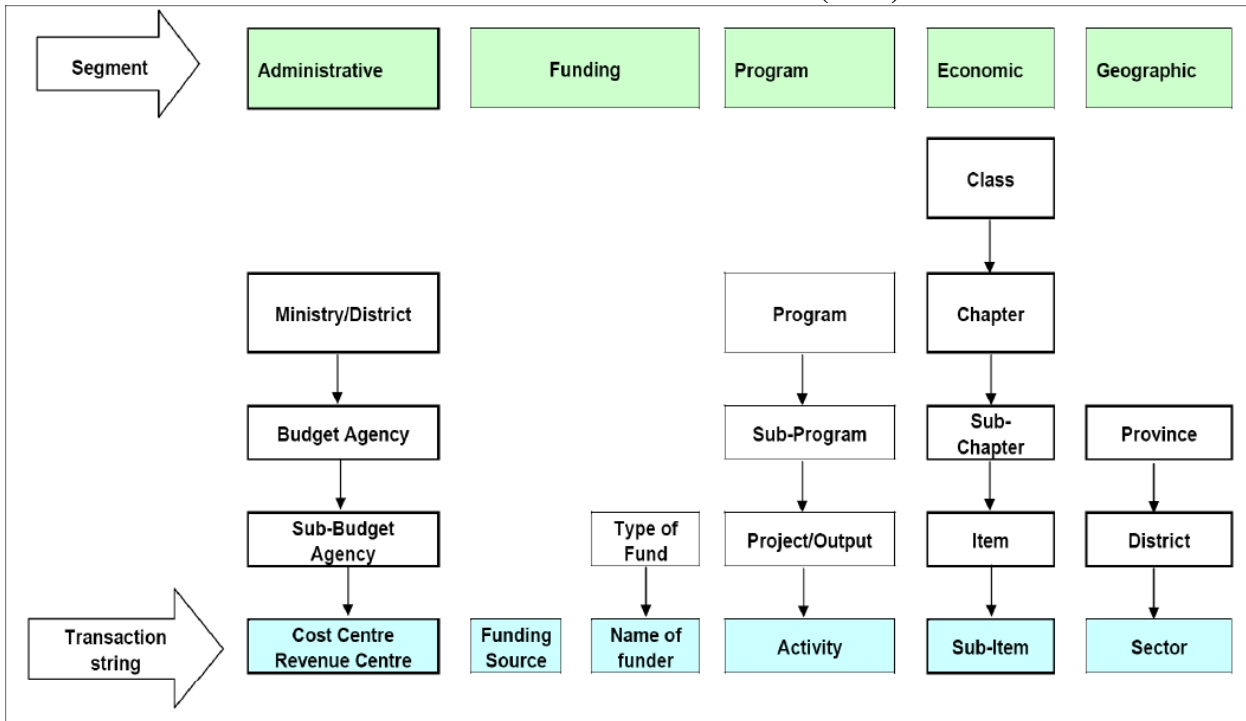 Segment
Administrative
Funding
Program
Economic
Geographic
Class
Ministry/District
Program
Chapter
Budget Agency
Sub-Program
Sub-
Chapter
Province
Sub-Budget
Agency
Type of
Fund
Project/Output
Item
District
Transaction
string
Cost Centre
Revenue Centre
Funding
Source
Name of
funder
Activity
Sub-Item
Sector